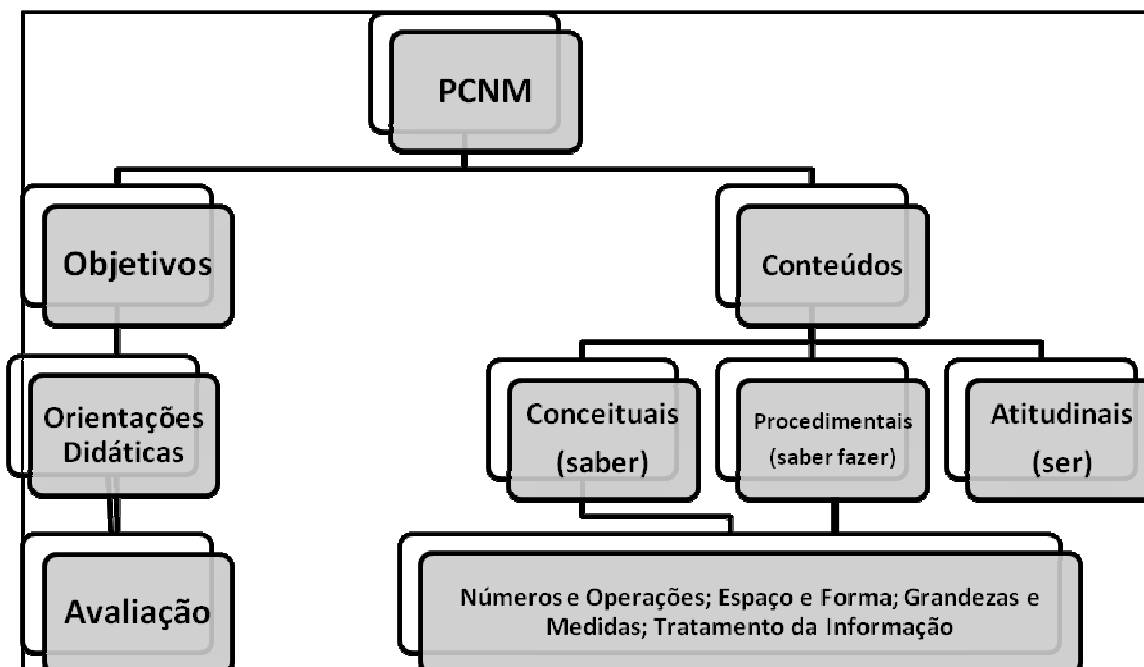 PCNM
Objetivos
Conteúdos
Orientações
Didáticas
Conceituais
(saber)
Procedimentais
(saber fazer)
Atitudinais
(ser)
Avaliação
Números e Operações; Espaço e Forma; Grandezas e
Medidas; Tratamento da Informação